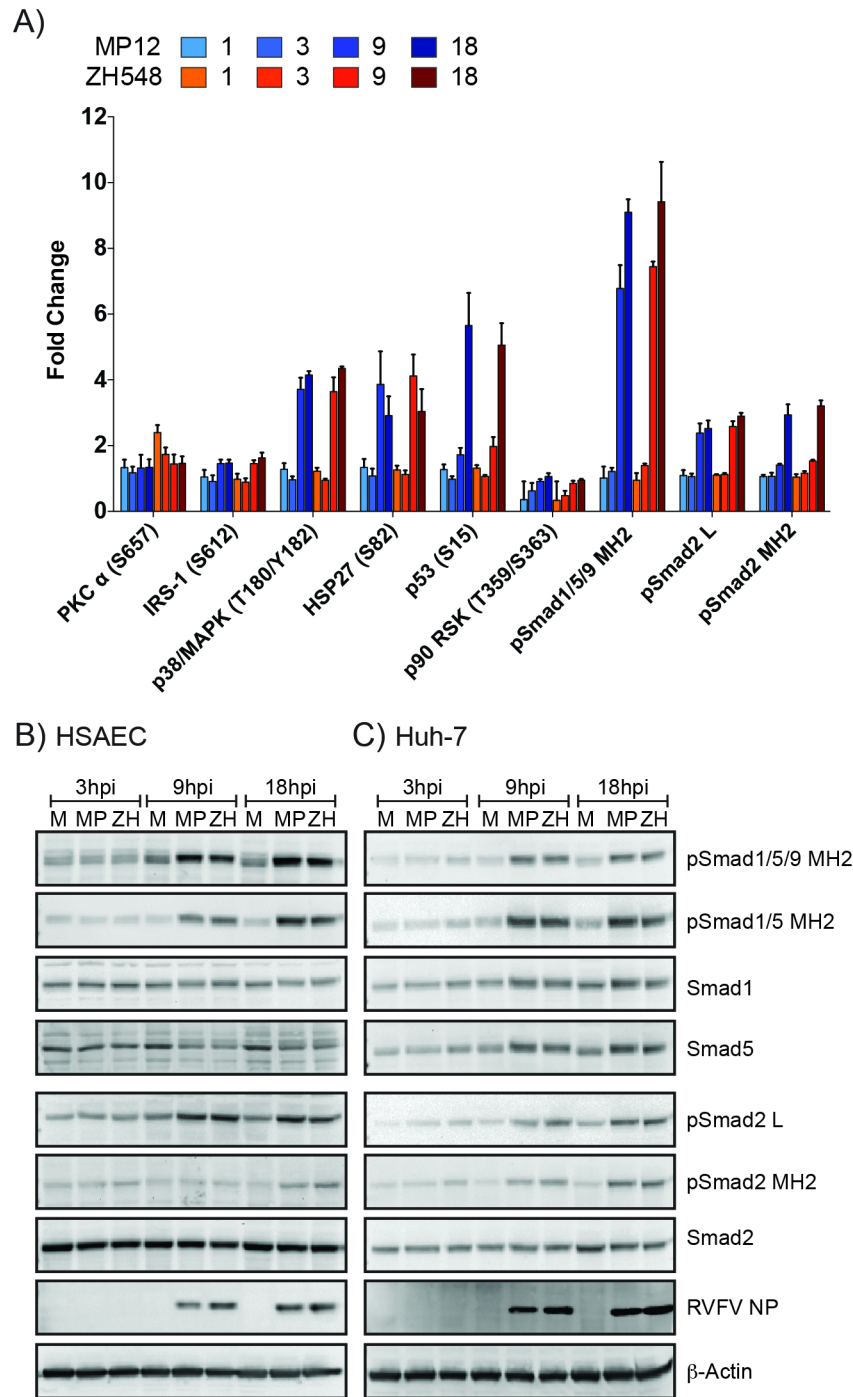 A)
MP12 1 3 9 18
ZH548 1 3 9 18
Fold Change
12
10
8
6
4
2
0
PKC α (S657)
IRS-1 (S612)
p38/MAPK (T180/Y182)
HSP27 (S82)
p53 (S15)
p90 RSK (T359/S363)
pSmad1/5/9 MH2
pSmad2 L
pSmad2 MH2
B) HSAEC
3hpi 9hpi 18hpi
M MP ZH M MP ZH M MP ZH
C) Huh-7
3hpi 9hpi 18hpi
M MP ZH M MP ZH M MP ZH
pSmad1/5/9 MH2
pSmad1/5 MH2
Smad1
Smad5
pSmad2 L
pSmad2 MH2
Smad2
RVFV NP
β-Actin